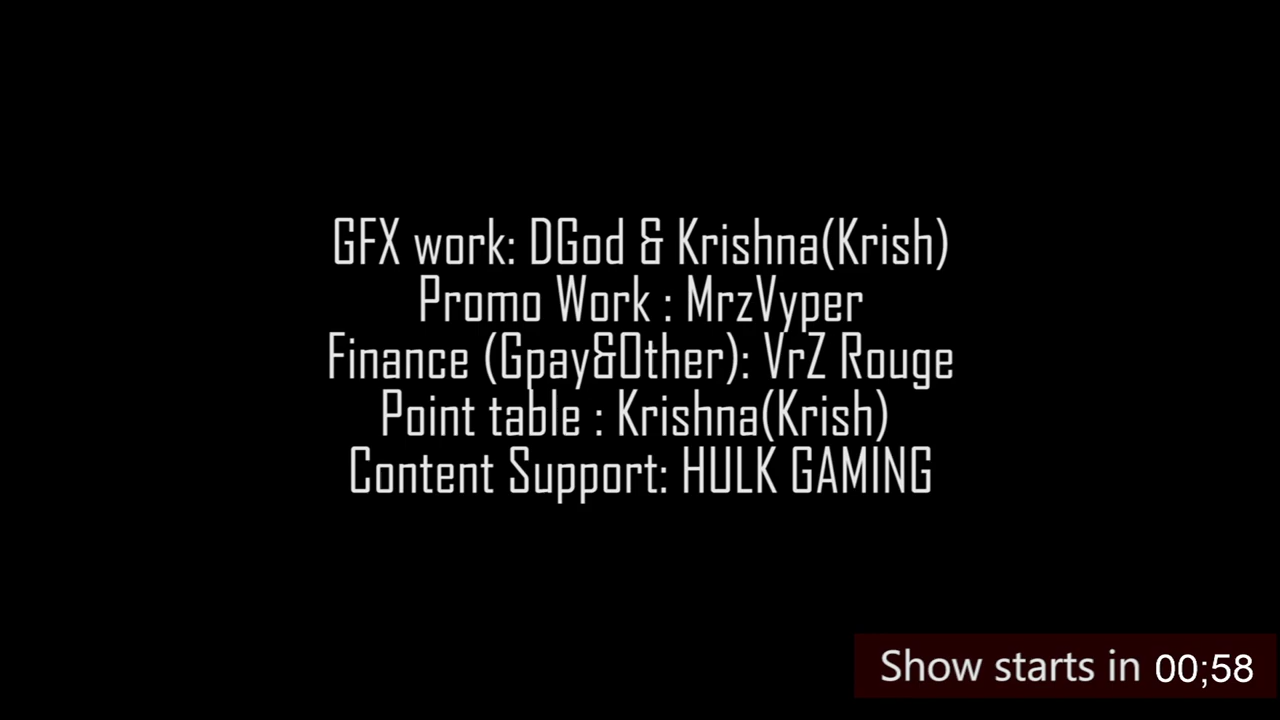 GFX work: DGod & Krishna(Krish)
Promo Work : MrzVyper
Finance (Gpay&Other): VrZ Rouge
Point table : Krishna(Krish)
Content Support: HULK GAMING
Show starts in 00;58